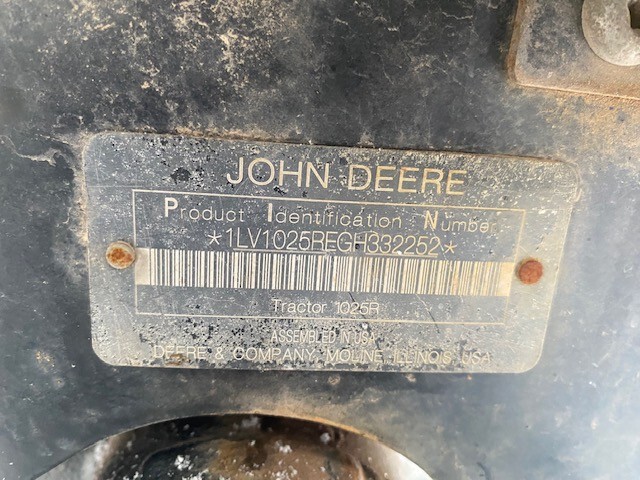 JOHN DEERE
Product Identification Number
*1LV1025REGH332252*
Tractor 1025R
ASSEMBLED IN USA
DEERE & COMPANY, MOLINE, ILLINOIS, USA